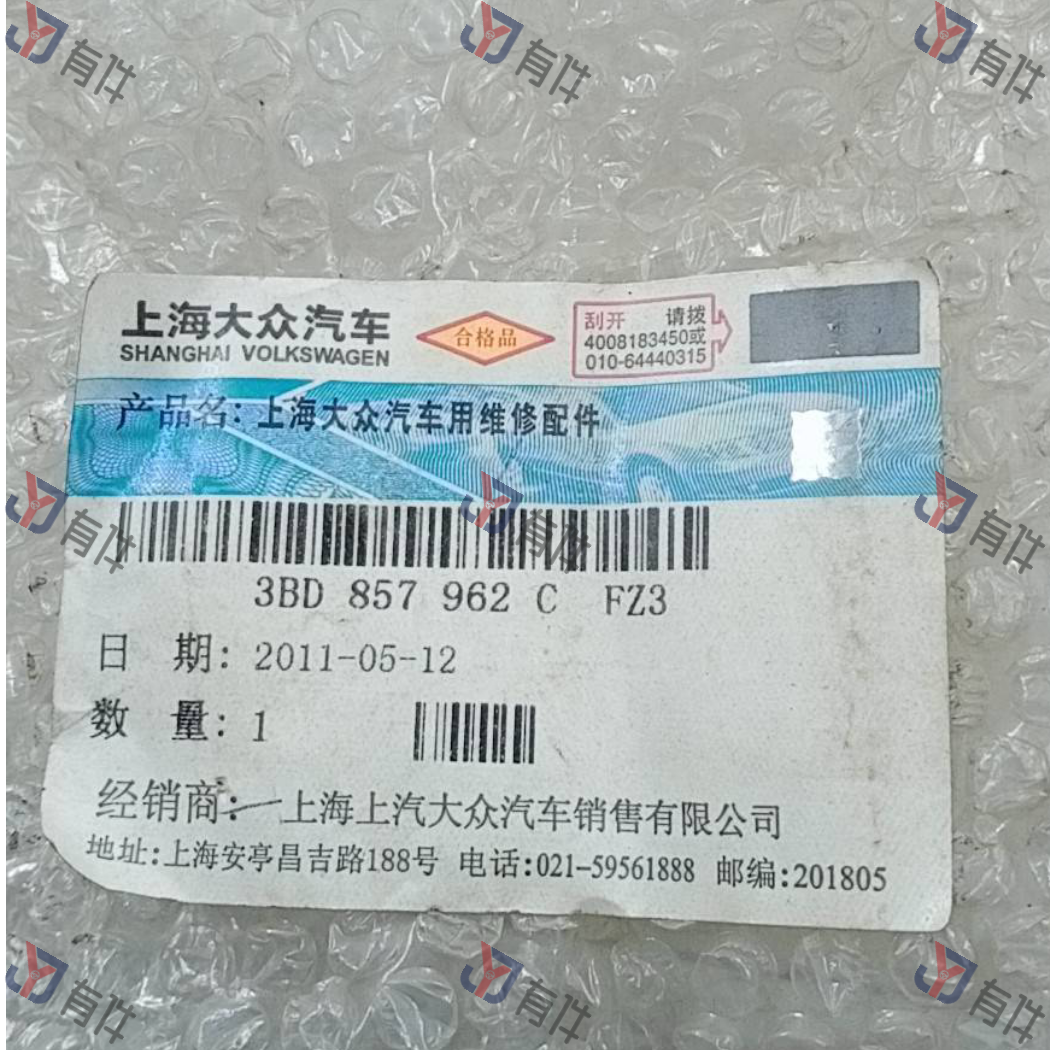 有件
有件
有件
上海大众汽车
SHANGHAI VOLKSWAGEN
合格品
刮开 请拨
4008183450或
010-64440315
产品名: 上海大众汽车用维修配件
有件
有件
有件
3BD 857 962 C FZ3
日 期: 2011-05-12
数 量: 1
经销商: 上海上汽大众汽车销售有限公司
地址:上海安亭昌吉路188号 电话:021-59561888 邮编:201805
有件
有件
有件